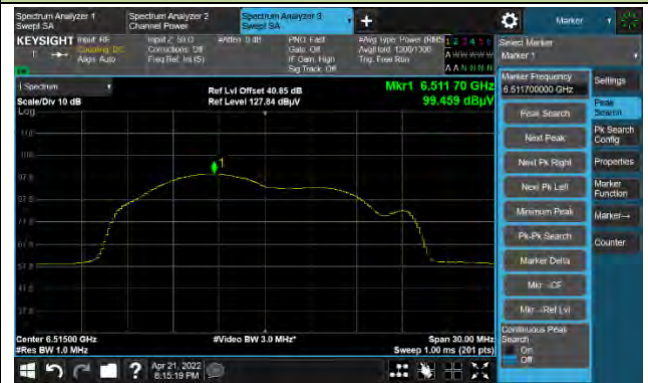 Spectrum Analyzer 1
Swept SA
Spectrum Analyzer 2
Channel Power
Spectrum Analyzer 3
Swept SA
+
Marker
KEYSIGHT
Input: RF
Coupling: DC
Align: Auto
Input Z: 50 Ω
Corrections: Off
Freq Ref: Int (S)
#Atten: 0 dB
PNO: Fast
Gate: Off
IF Gain: High
Sig Track: Off
#Avg Type: Power (RMS)
Avg|Hold: 1300/1300
Trig: Free Run
1 2 3 4 5 6
A W W W W W
A A N N N N
Select Marker
Marker 1
1 Spectrum
Scale/Div 10 dB
Log
Ref Lvl Offset 40.85 dB
Ref Level 127.84 dBµV
Mkr1 6.511 70 GHz
99.459 dBµV
1
Marker Frequency
6.511700000 GHz
Peak Search
Next Peak
Next Pk Right
Next Pk Left
Minimum Peak
Pk-Pk Search
Marker Delta
Mkr→CF
Mkr→Ref Lvl
Continuous Peak
Search
On
Off
Settings
Peak
Search
Pk Search
Config
Properties
Marker
Function
Marker→
Counter
Center 6.51500 GHz
#Res BW 1.0 MHz
#Video BW 3.0 MHz*
Span 30.00 MHz
Sweep 1.00 ms (201 pts)
?
Apr 21, 2022
8:15:19 PM